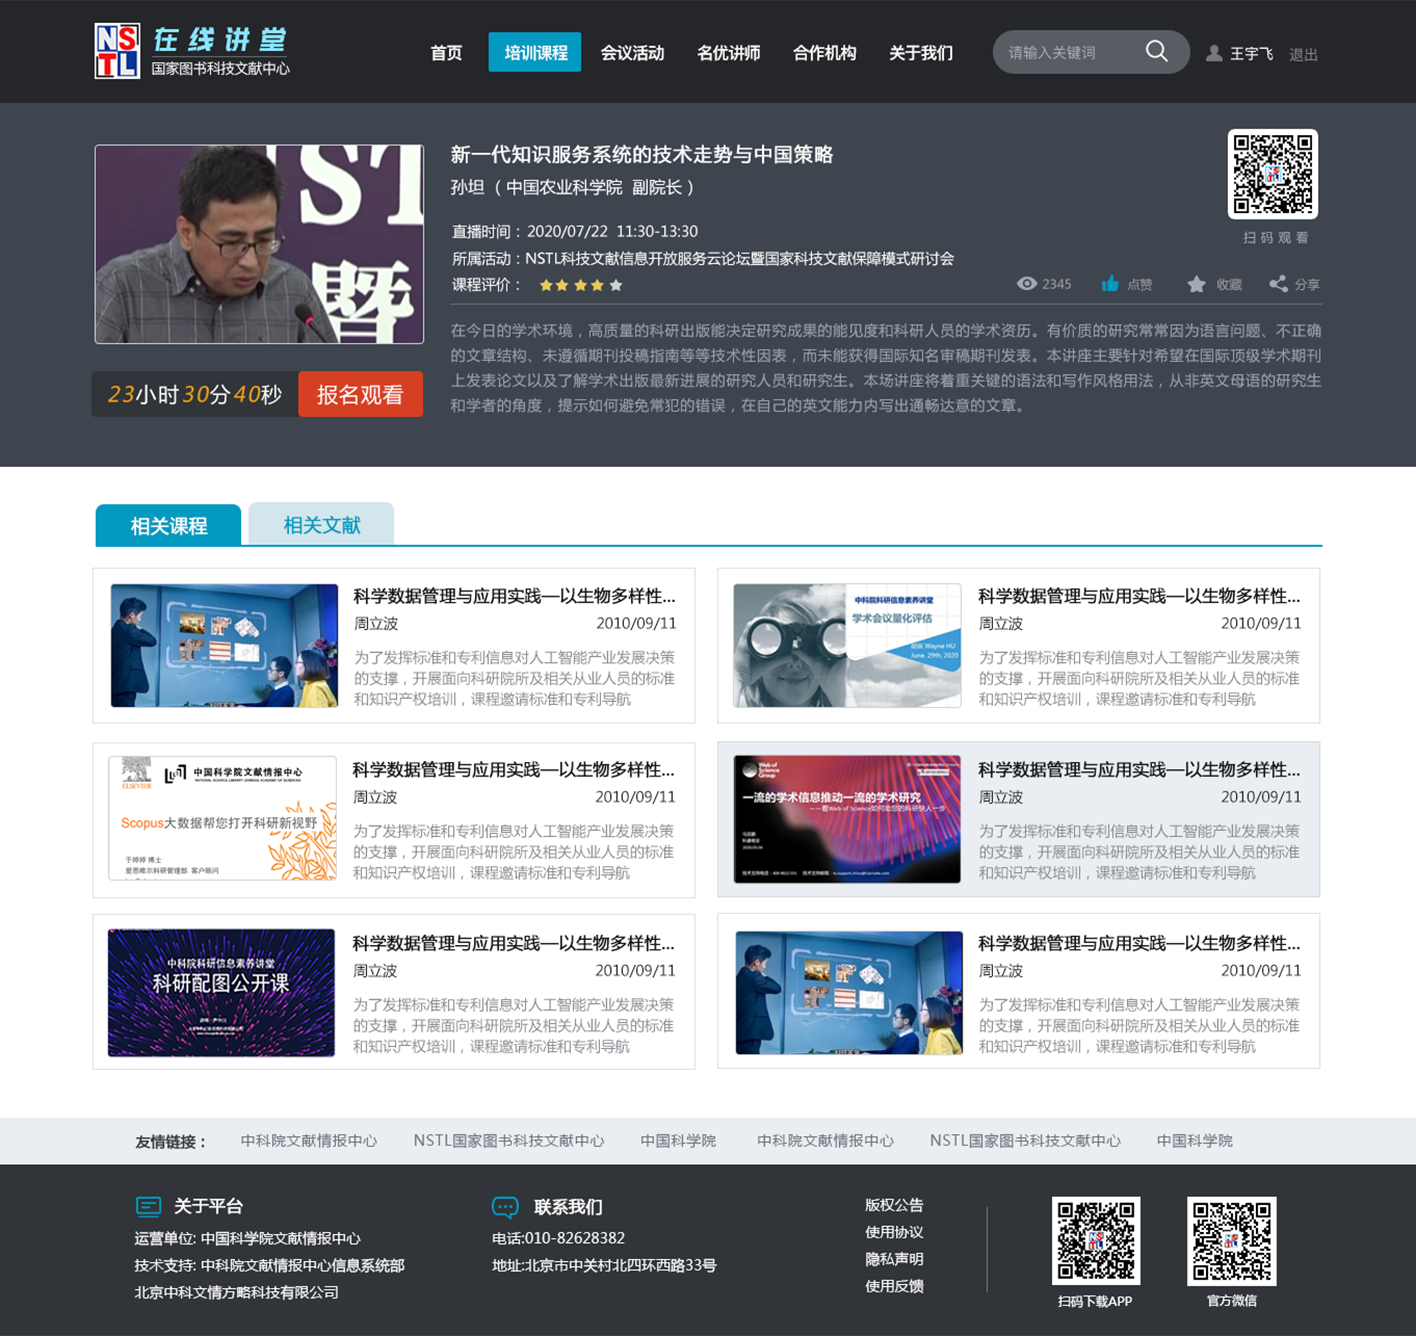 NSTL
在线讲堂
国家图书科技文献中心
首页 培训课程 会议活动 名优讲师 合作机构 关于我们
请输入关键词
王宇飞 退出
新一代知识服务系统的技术走势与中国策略
孙坦 ( 中国农业科学院 副院长 )
直播时间： 2020/07/22 11:30-13:30
所属活动：NSTL科技文献信息开放服务云论坛暨国家科技文献保障模式研讨会
课程评价：
扫码观看
2345 点赞 收藏 分享
在今日的学术环境，高质量的科研出版能决定研究成果的能见度和科研人员的学术资历。有价质的研究常常因为语言问题、不正确
的文章结构、未遵循期刊投稿指南等等技术性因表，而未能获得国际知名审稿期刊发表。本讲座主要针对希望在国际顶级学术期刊
上发表论文以及了解学术出版最新进展的研究人员和研究生。本场讲座将着重关键的语法和写作风格用法，从非英文母语的研究生
和学者的角度，提示如何避免常犯的错误，在自己的英文能力内写出通畅达意的文章。
ST
暨
23小时30分40秒 报名观看
相关课程 相关文献
科学数据管理与应用实践—以生物多样性...
周立波 2010/09/11
为了发挥标准和专利信息对人工智能产业发展决策
的支撑，开展面向科研院所及相关从业人员的标准
和知识产权培训，课程邀请标准和专利导航
中科院科研信息素养讲堂
学术会议量化评估
Wayne HU
June 29th, 2020
科学数据管理与应用实践—以生物多样性...
周立波 2010/09/11
为了发挥标准和专利信息对人工智能产业发展决策
的支撑，开展面向科研院所及相关从业人员的标准
和知识产权培训，课程邀请标准和专利导航
ELSEVIER
中国科学院文献情报中心
Scopus大数据帮您打开科研新视野
于婷婷 博士
爱思唯尔科研管理部 客户顾问
科学数据管理与应用实践—以生物多样性...
周立波 2010/09/11
为了发挥标准和专利信息对人工智能产业发展决策
的支撑，开展面向科研院所及相关从业人员的标准
和知识产权培训，课程邀请标准和专利导航
Web of
Science
Group
一流的学术信息推动一流的学术研究
——看Web of Science如何助您的科研快人一步
科学数据管理与应用实践—以生物多样性...
周立波 2010/09/11
为了发挥标准和专利信息对人工智能产业发展决策
的支撑，开展面向科研院所及相关从业人员的标准
和知识产权培训，课程邀请标准和专利导航
中科院科研信息素养讲堂
科研配图公开课
科学数据管理与应用实践—以生物多样性...
周立波 2010/09/11
为了发挥标准和专利信息对人工智能产业发展决策
的支撑，开展面向科研院所及相关从业人员的标准
和知识产权培训，课程邀请标准和专利导航
科学数据管理与应用实践—以生物多样性...
周立波 2010/09/11
为了发挥标准和专利信息对人工智能产业发展决策
的支撑，开展面向科研院所及相关从业人员的标准
和知识产权培训，课程邀请标准和专利导航
友情链接： 中科院文献情报中心 NSTL国家图书科技文献中心 中国科学院 中科院文献情报中心 NSTL国家图书科技文献中心 中国科学院
关于平台
运营单位: 中国科学院文献情报中心
技术支持: 中科院文献情报中心信息系统部
北京中科文情方略科技有限公司
联系我们
电话:010-82628382
地址:北京市中关村北四环西路33号
版权公告
使用协议
隐私声明
使用反馈
扫码下载APP
官方微信